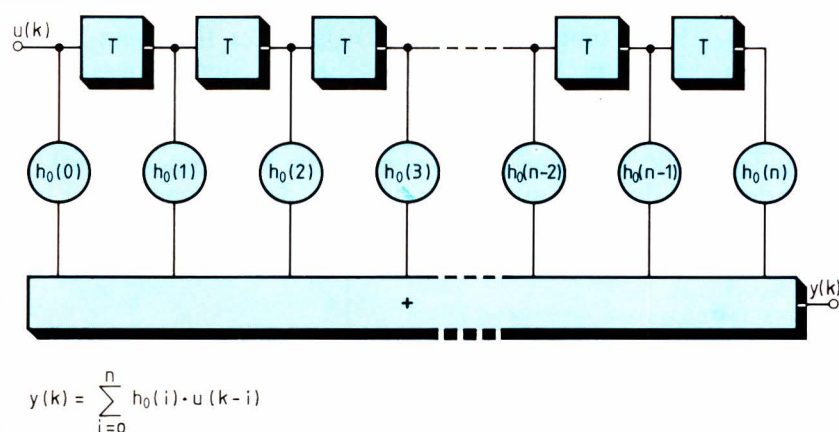 u(k)
T T T T T
h₀(0) h₀(1) h₀(2) h₀(3) h₀(n-2) h₀(n-1) h₀(n)
+
y(k)
y(k) = n∑i=0 h₀(i)·u(k-i)